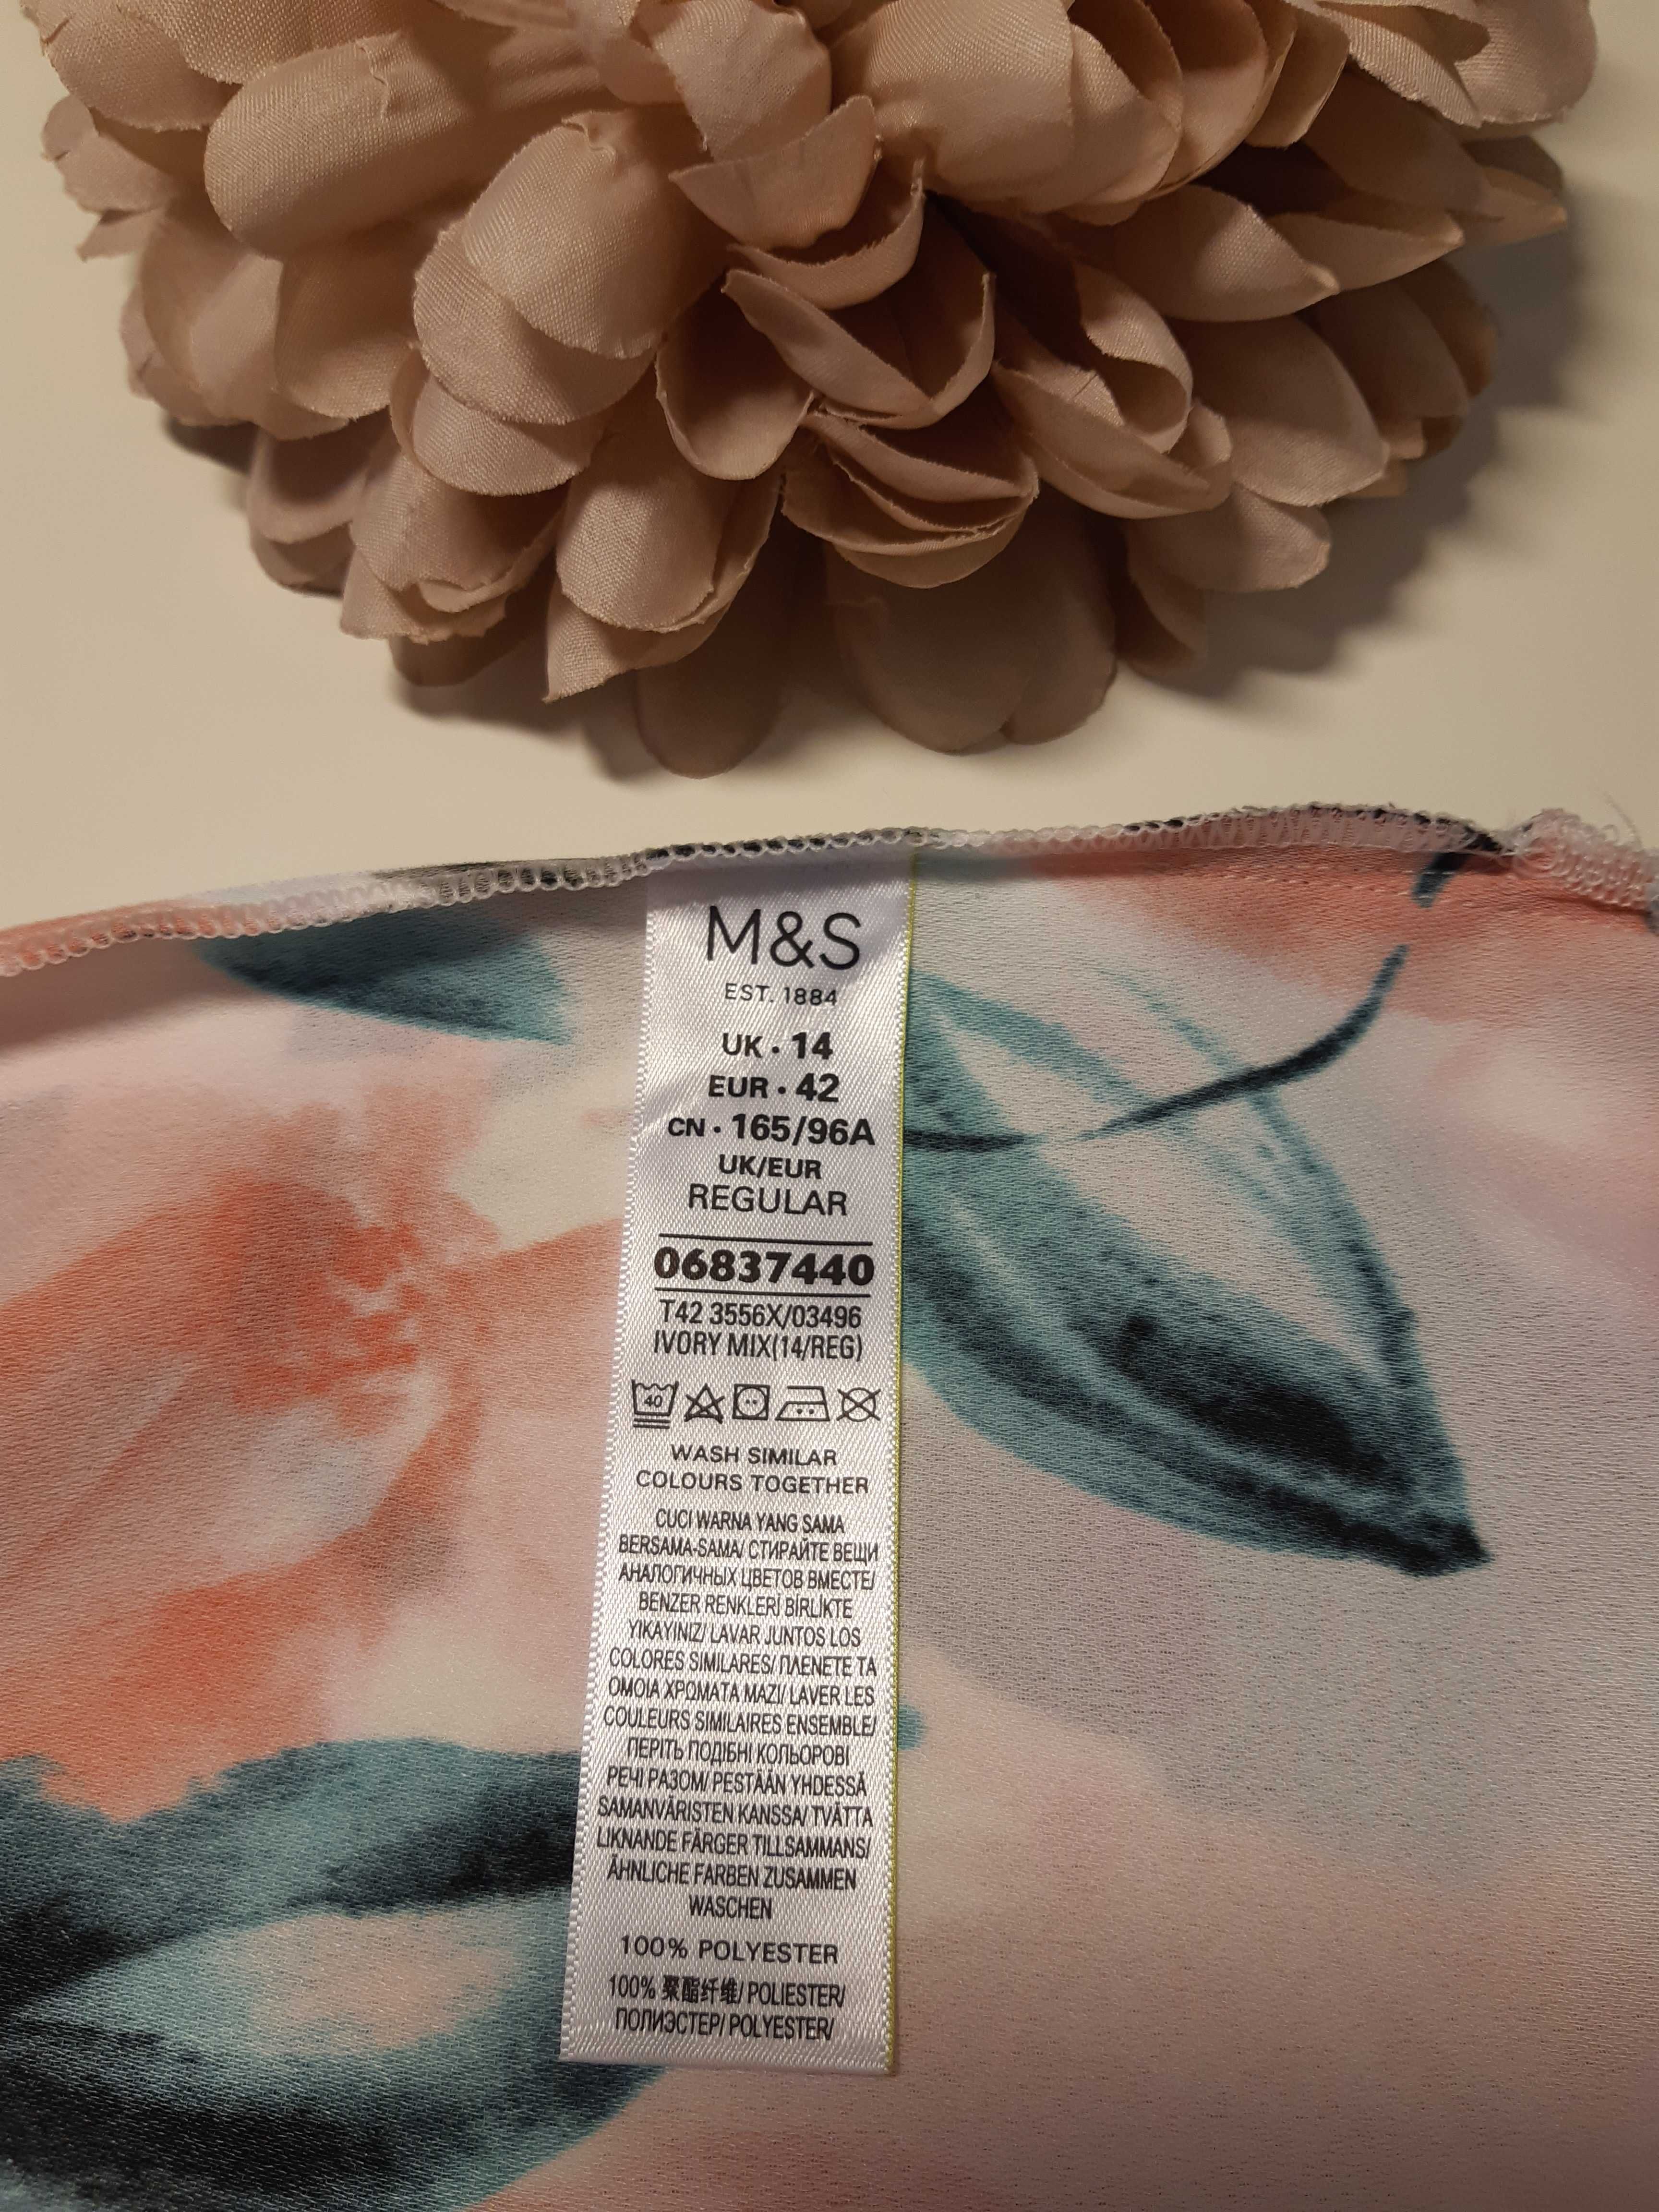 M&S
EST. 1884
UK · 14
EUR · 42
CN · 165/96A
UK/EUR
REGULAR
06837440
T42 3556X/03496
IVORY MIX(14/REG)
40
WASH SIMILAR
COLOURS TOGETHER
CUCI WARNA YANG SAMA
BERSAMA-SAMA/ СТИРАЙТЕ ВЕЩИ
АНАЛОГИЧНЫХ ЦВЕТОВ ВМЕСТЕ/
BENZER RENKLERİ BİRLİKTE
YIKAYINIZ/ LAVAR JUNTOS LOS
COLORES SIMILARES/ ΠΛΕΝΕΤΕ ΤΑ
ΟΜΟΙΑ ΧΡΩΜΑΤΑ ΜΑΖΙ/ LAVER LES
COULEURS SIMILAIRES ENSEMBLE/
ПЕРІТЬ ПОДІБНІ КОЛЬОРОВІ
РЕЧІ РАЗОМ/ PESTÄÄN YHDESSÄ
SAMANVÄRISTEN KANSSA/ TVÄTTA
LIKNANDE FÄRGER TILLSAMMANS/
ÄHNLICHE FARBEN ZUSAMMEN
WASCHEN
100% POLYESTER
100% 聚酯纤维/ POLIESTER/
ПОЛИЭСТЕР/ POLYESTER/